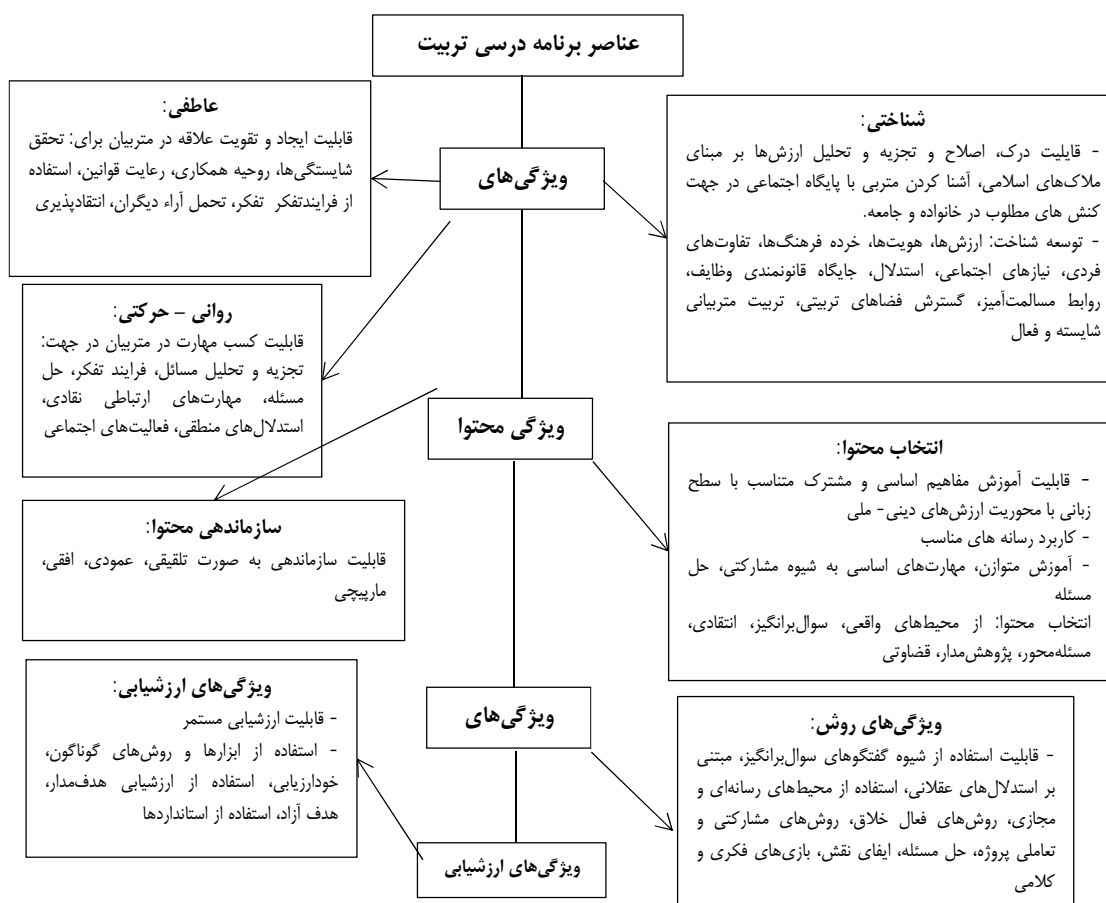 عناصر برنامه درسی تربیت
ویژگی‌های
شناختی:
- قابلیت درک، اصلاح و تجزیه و تحلیل ارزش‌ها بر مبنای
ملاک‌های اسلامی، آشنا کردن متربی با پایگاه اجتماعی در جهت
کنش های مطلوب در خانواده و جامعه.
- توسعه شناخت: ارزش‌ها، هویت‌ها، خرده فرهنگ‌ها، تفاوت‌های
فردی، نیازهای اجتماعی، استدلال، جایگاه قانونمندی وظایف،
روابط مسالمت‌آمیز، گسترش فضاهای تربیتی، تربیت متربیانی
شایسته و فعال
عاطفی:
قابلیت ایجاد و تقویت علاقه در متربیان برای: تحقق
شایستگی‌ها، روحیه همکاری، رعایت قوانین، استفاده
از فرایندتفکر تفکر، تحمل آراء دیگران، انتقادپذیری
روانی – حرکتی:
قابلیت کسب مهارت در متربیان در جهت:
تجزیه و تحلیل مسائل، فرایند تفکر، حل
مسئله، مهارت‌های ارتباطی نقادی،
استدلال‌های منطقی، فعالیت‌های اجتماعی
ویژگی محتوا
انتخاب محتوا:
- قابلیت آموزش مفاهیم اساسی و مشترک متناسب با سطح
زبانی با محوریت ارزش‌های دینی- ملی
- کاربرد رسانه های مناسب
- آموزش متوازن، مهارت‌های اساسی به شیوه مشارکتی، حل
مسئله
انتخاب محتوا: از محیط‌های واقعی، سوال‌برانگیز، انتقادی،
مسئله‌محور، پژوهش‌مدار، قضاوتی
سازماندهی محتوا:
قابلیت سازماندهی به صورت تلقیقی، عمودی، افقی،
مارپیچی
ویژگی‌های
ویژگی‌های روش:
- قابلیت استفاده از شیوه گفتگوهای سوال‌برانگیز، مبتنی
بر استدلال‌های عقلانی، استفاده از محیط‌های رسانه‌ای و
مجازی، روش‌های فعال خلاق، روش‌های مشارکتی و
تعاملی پروژه، حل مسئله، ایفای نقش، بازی‌های فکری و
کلامی
ویژگی‌های ارزشیابی:
- قابلیت ارزشیابی مستمر
- استفاده از ابزارها و روش‌های گوناگون،
خودارزیابی، استفاده از ارزشیابی هدف‌مدار،
هدف آزاد، استفاده از استانداردها
ویژگی‌های ارزشیابی